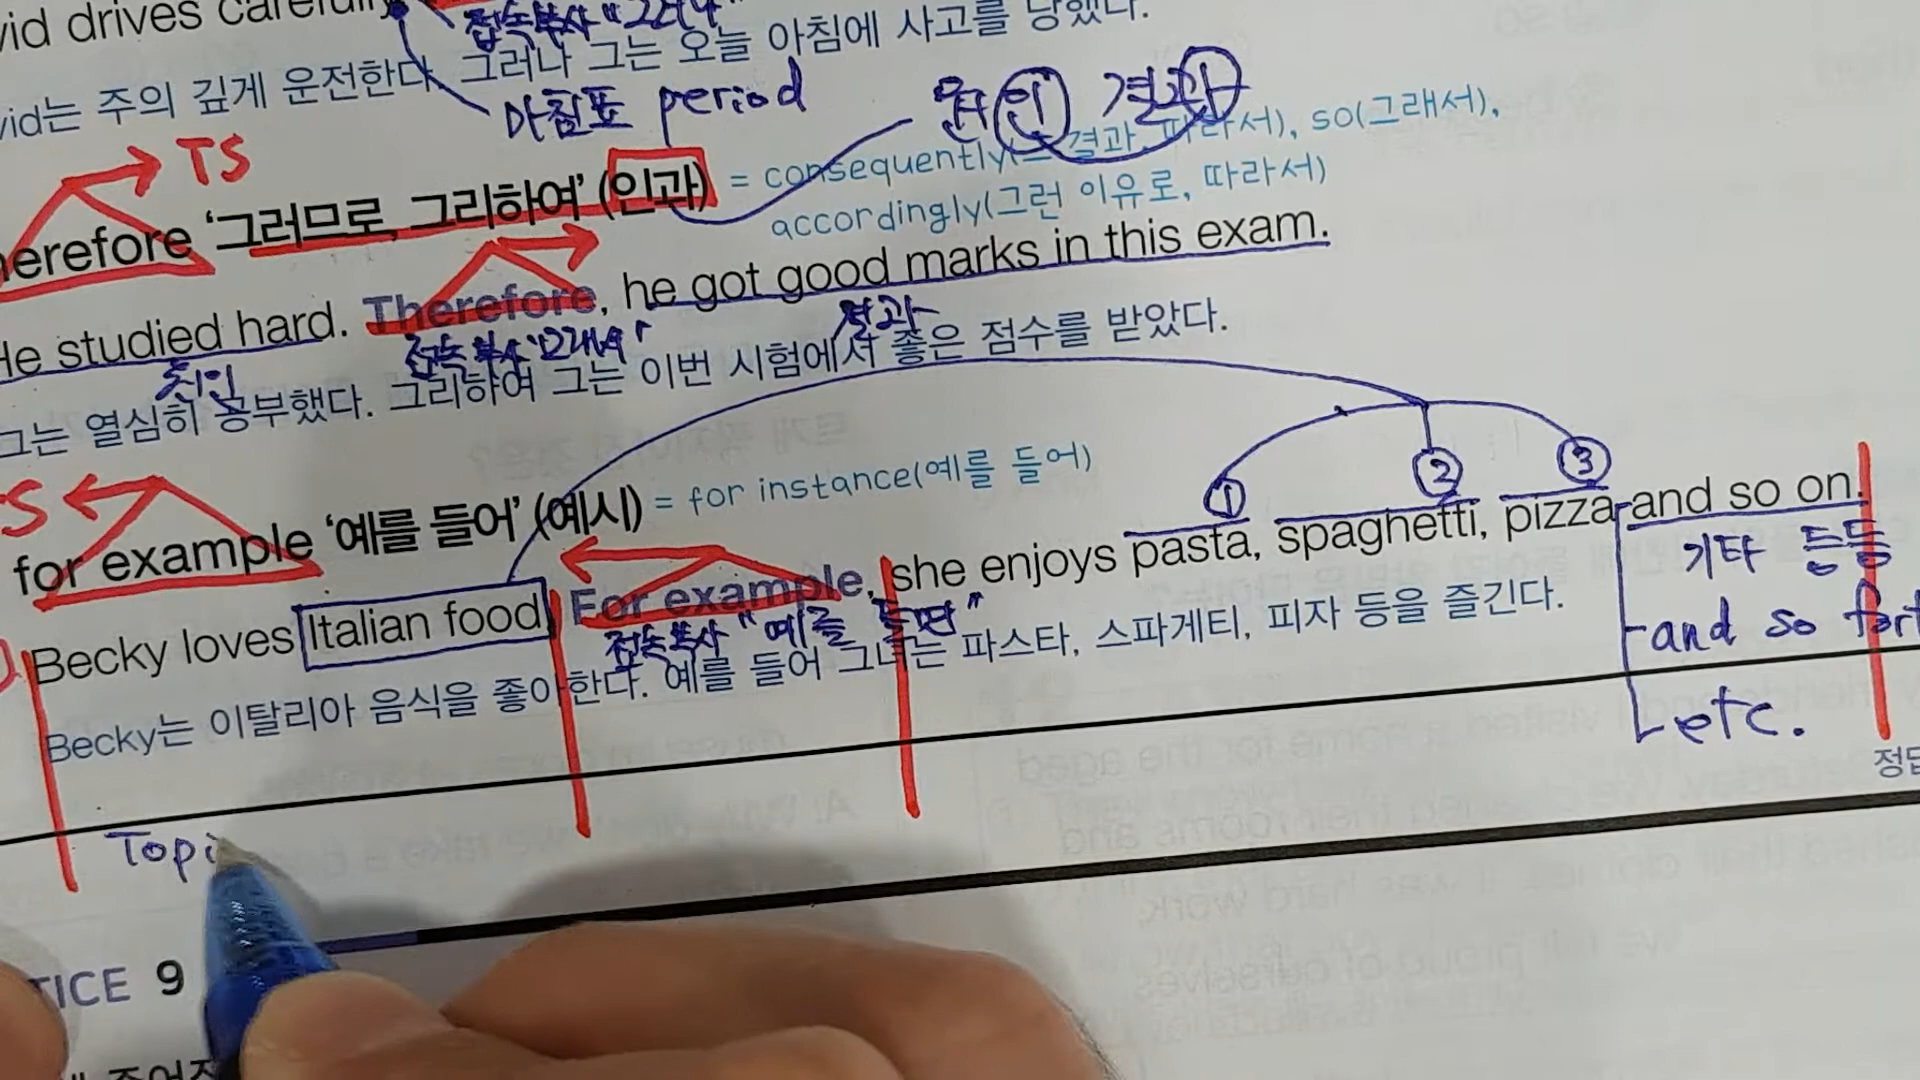 vid drives carefully
접속부사 "그러나"
vid는 주의 깊게 운전한다. 그러나 그는 오늘 아침에 사고를 당했다.
마침표 period
원인 결과
TS
herefore '그러므로, 그리하여' (인과) = consequently(= 결과, 따라서), so(그래서),
accordingly(그런 이유로, 따라서)
He studied hard. Therefore, he got good marks in this exam.
원인 접속부사 "그래서" 결과
그는 열심히 공부했다. 그리하여 그는 이번 시험에서 좋은 점수를 받았다.
S
for example '예를 들어' (예시) = for instance(예를 들어)
① ② ③
Becky loves Italian food. For example, she enjoys pasta, spaghetti, pizza and so on.
접속부사 "예를 들면"
기타 등등
Becky는 이탈리아 음식을 좋아한다. 예를 들어 그녀는 파스타, 스파게티, 피자 등을 즐긴다.
and so fort
etc.
정답
Topi
TICE 9